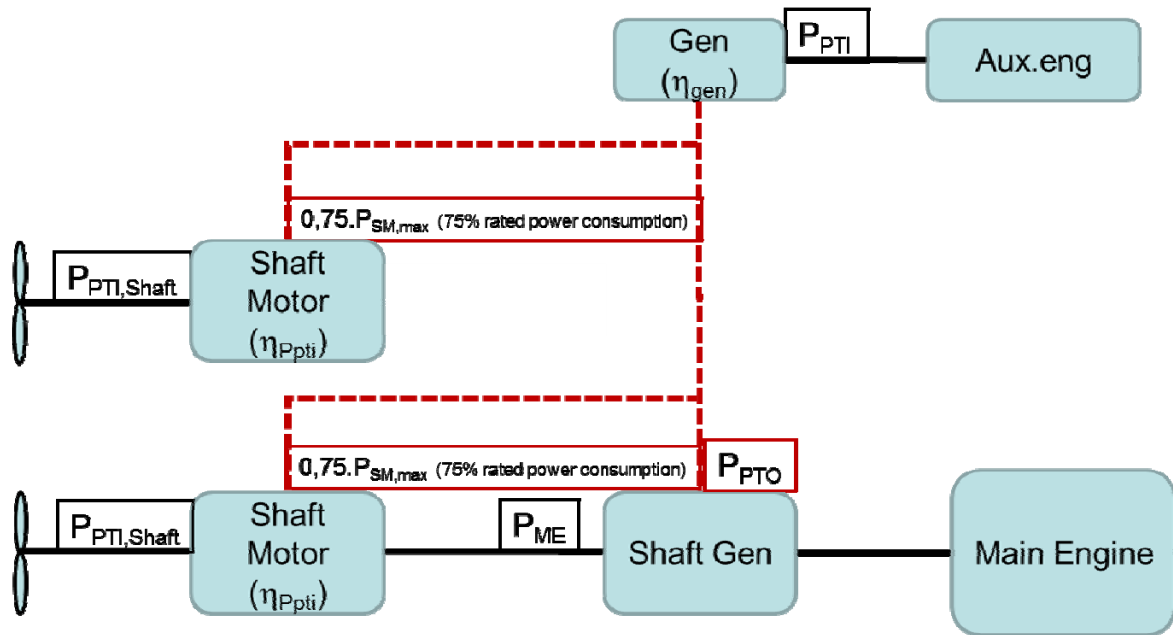 Gen
(ηgen)
PPTI
Aux.eng
0,75.PSM,max (75% rated power consumption)
PPTI,Shaft
Shaft
Motor
(ηPpti)
0,75.PSM,max (75% rated power consumption)
PPTO
PPTI,Shaft
Shaft
Motor
(ηPpti)
PME
Shaft Gen
Main Engine